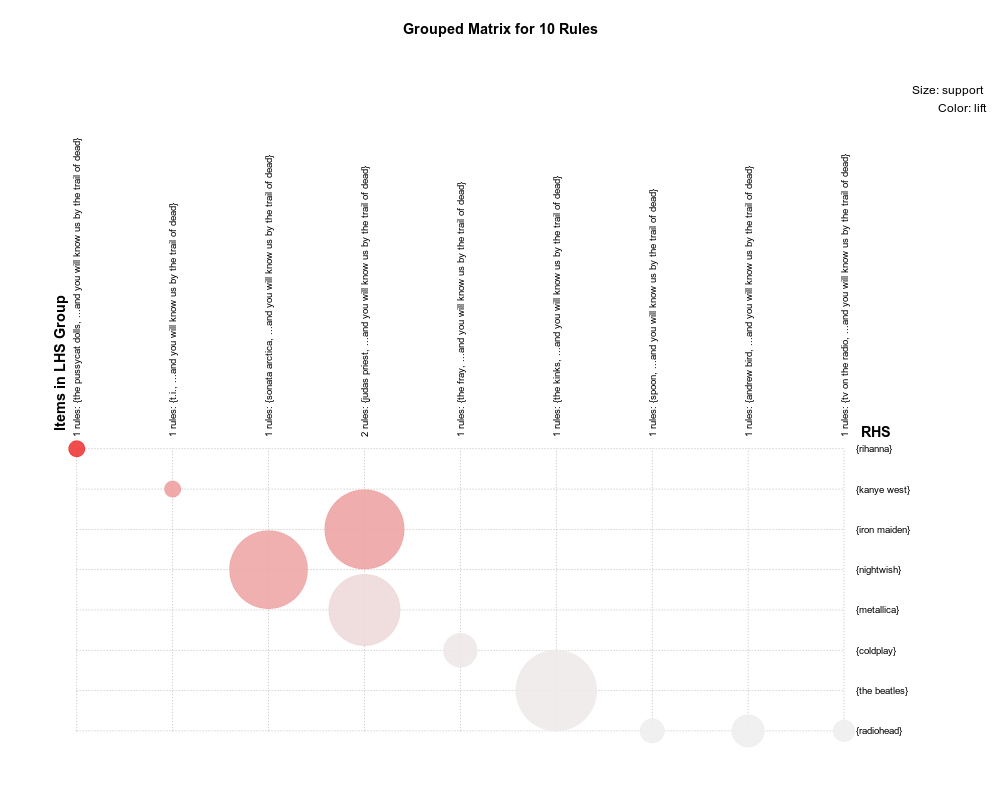 Grouped Matrix for 10 Rules
Size: support
Color: lift
Items in LHS Group
1 rules: {the pussycat dolls, ...and you will know us by the trail of dead}
1 rules: {t.i., ...and you will know us by the trail of dead}
1 rules: {sonata arctica, ...and you will know us by the trail of dead}
2 rules: {judas priest, ...and you will know us by the trail of dead}
1 rules: {the fray, ...and you will know us by the trail of dead}
1 rules: {the kinks, ...and you will know us by the trail of dead}
1 rules: {spoon, ...and you will know us by the trail of dead}
1 rules: {andrew bird, ...and you will know us by the trail of dead}
1 rules: {tv on the radio, ...and you will know us by the trail of dead}
RHS
{rihanna}
{kanye west}
{iron maiden}
{nightwish}
{metallica}
{coldplay}
{the beatles}
{radiohead}